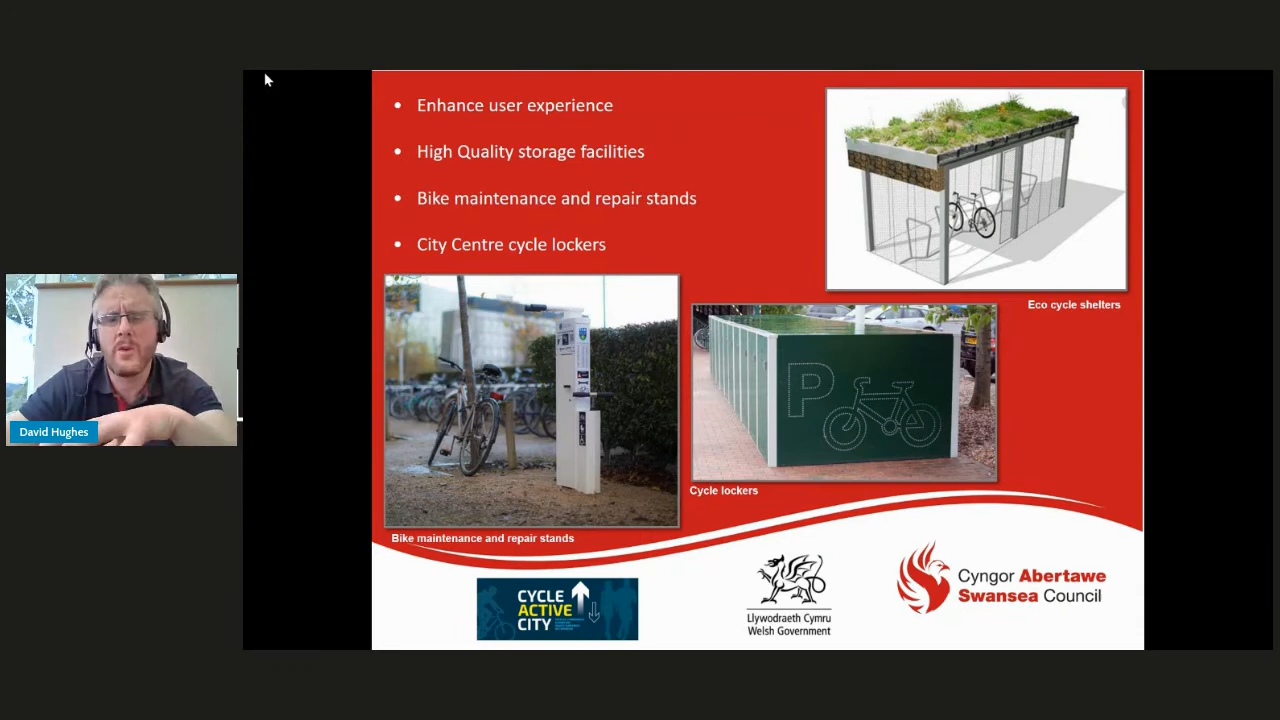 • Enhance user experience
• High Quality storage facilities
• Bike maintenance and repair stands
• City Centre cycle lockers
Eco cycle shelters
P
Cycle lockers
Bike maintenance and repair stands
David Hughes
CYCLE
ACTIVE
CITY
Llywodraeth Cymru
Welsh Government
Cyngor Abertawe
Swansea Council